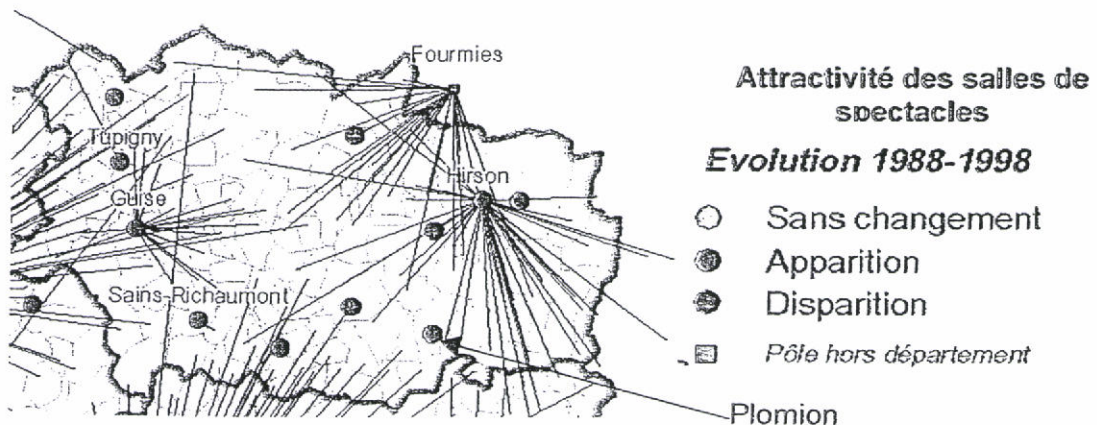 Fourmies
Tupigny
Hirson
Guise
Sains-Richaumont
Attractivité des salles de
spectacles
Evolution 1988-1998
Sans changement
Apparition
Disparition
Pôle hors département
Plomion